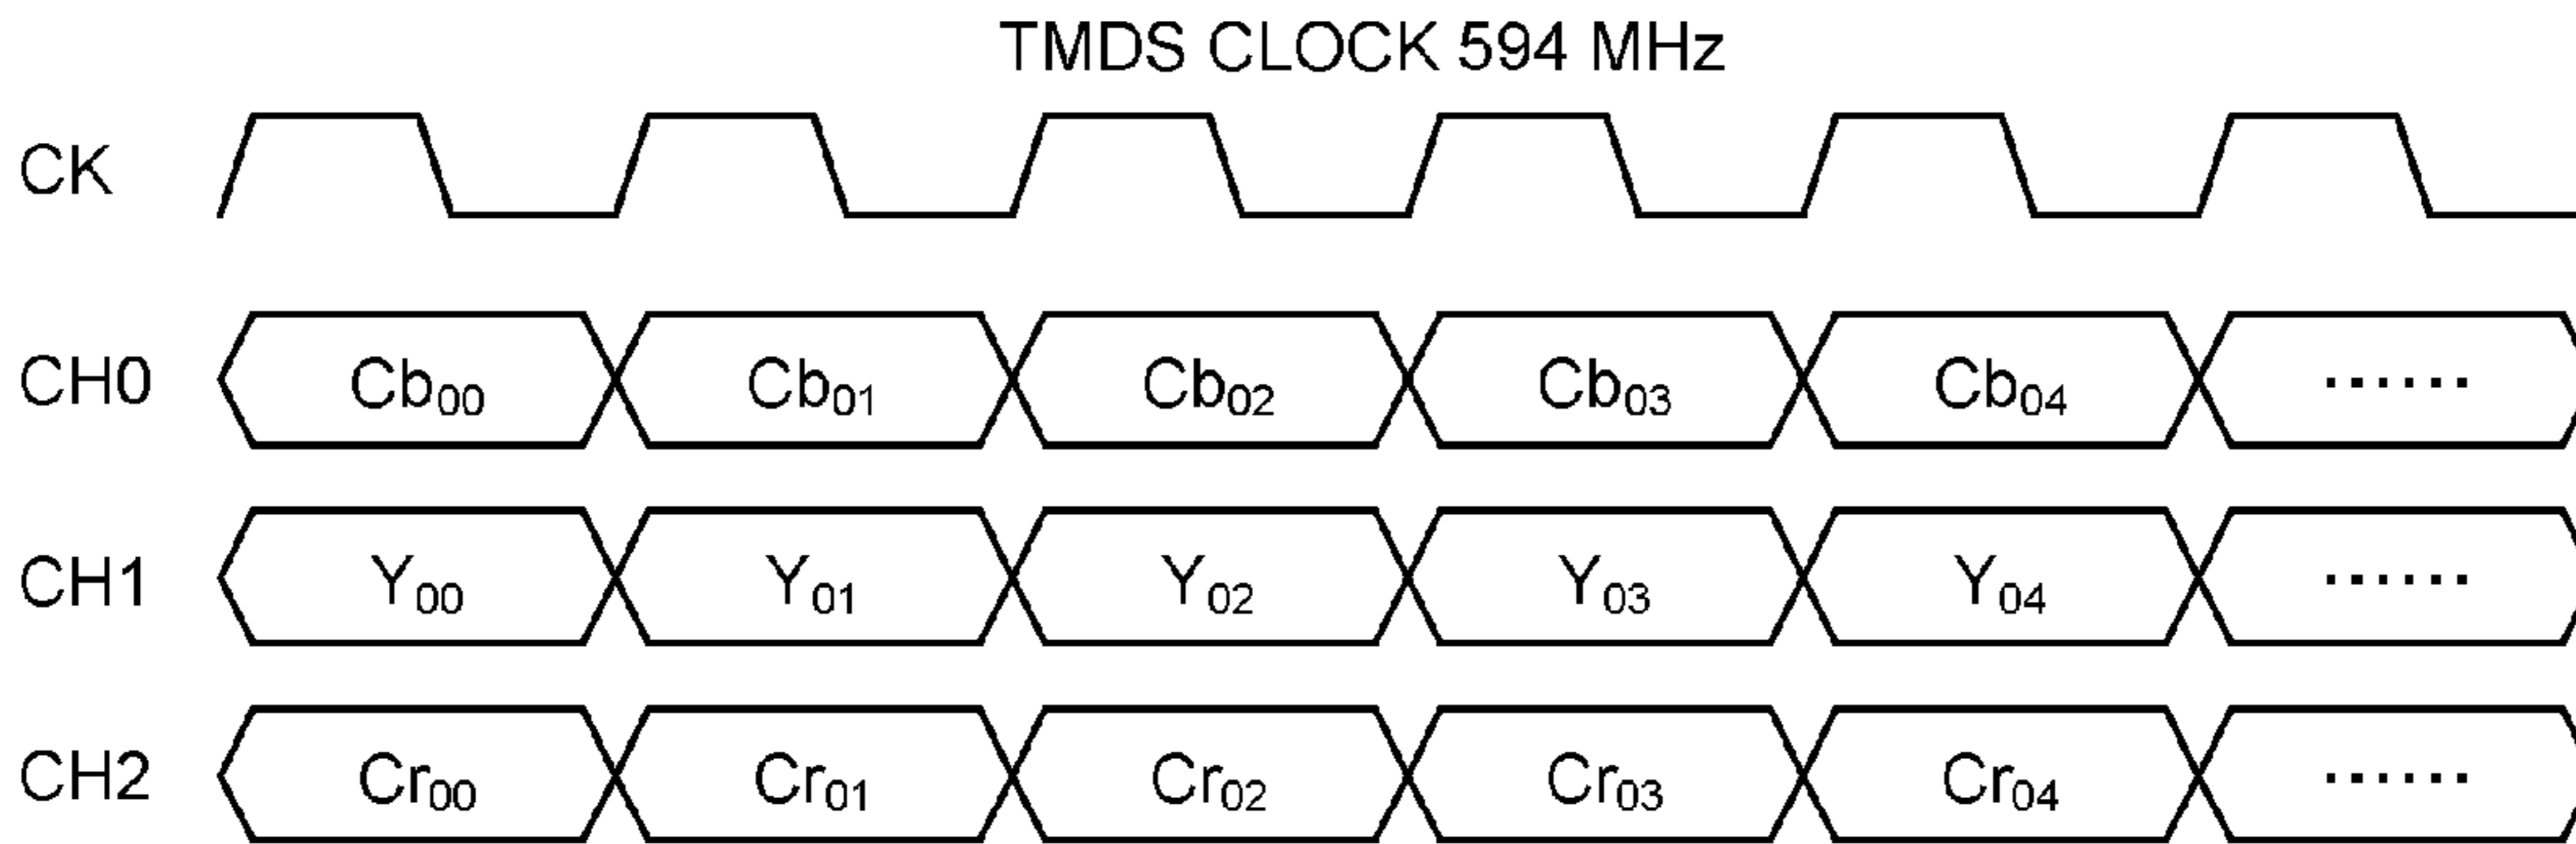 TMDS CLOCK 594 MHz
CK
CH0 Cb00 Cb01 Cb02 Cb03 Cb04 ······
CH1 Y00 Y01 Y02 Y03 Y04 ······
CH2 Cr00 Cr01 Cr02 Cr03 Cr04 ······